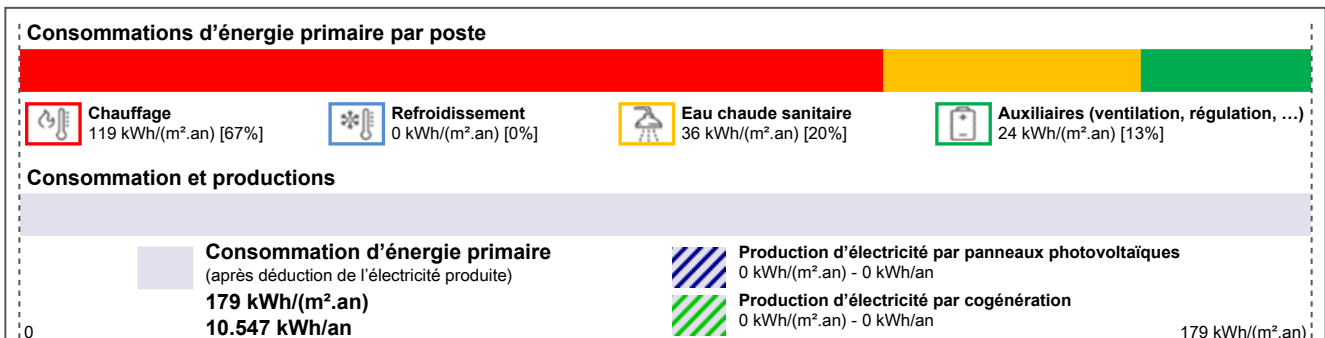 Consommations d’énergie primaire par poste
Chauffage
119 kWh/(m².an) [67%]
Refroidissement
0 kWh/(m².an) [0%]
Eau chaude sanitaire
36 kWh/(m².an) [20%]
Auxiliaires (ventilation, régulation, …)
24 kWh/(m².an) [13%]
Consommation et productions
Consommation d’énergie primaire
(après déduction de l’électricité produite)
179 kWh/(m².an)
10.547 kWh/an
Production d’électricité par panneaux photovoltaïques
0 kWh/(m².an) - 0 kWh/an
Production d’électricité par cogénération
0 kWh/(m².an) - 0 kWh/an
0
179 kWh/(m².an)